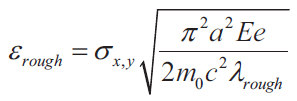 ε_rough = σ_x,y √(π²a²Ee / 2m₀c²λ_rough)